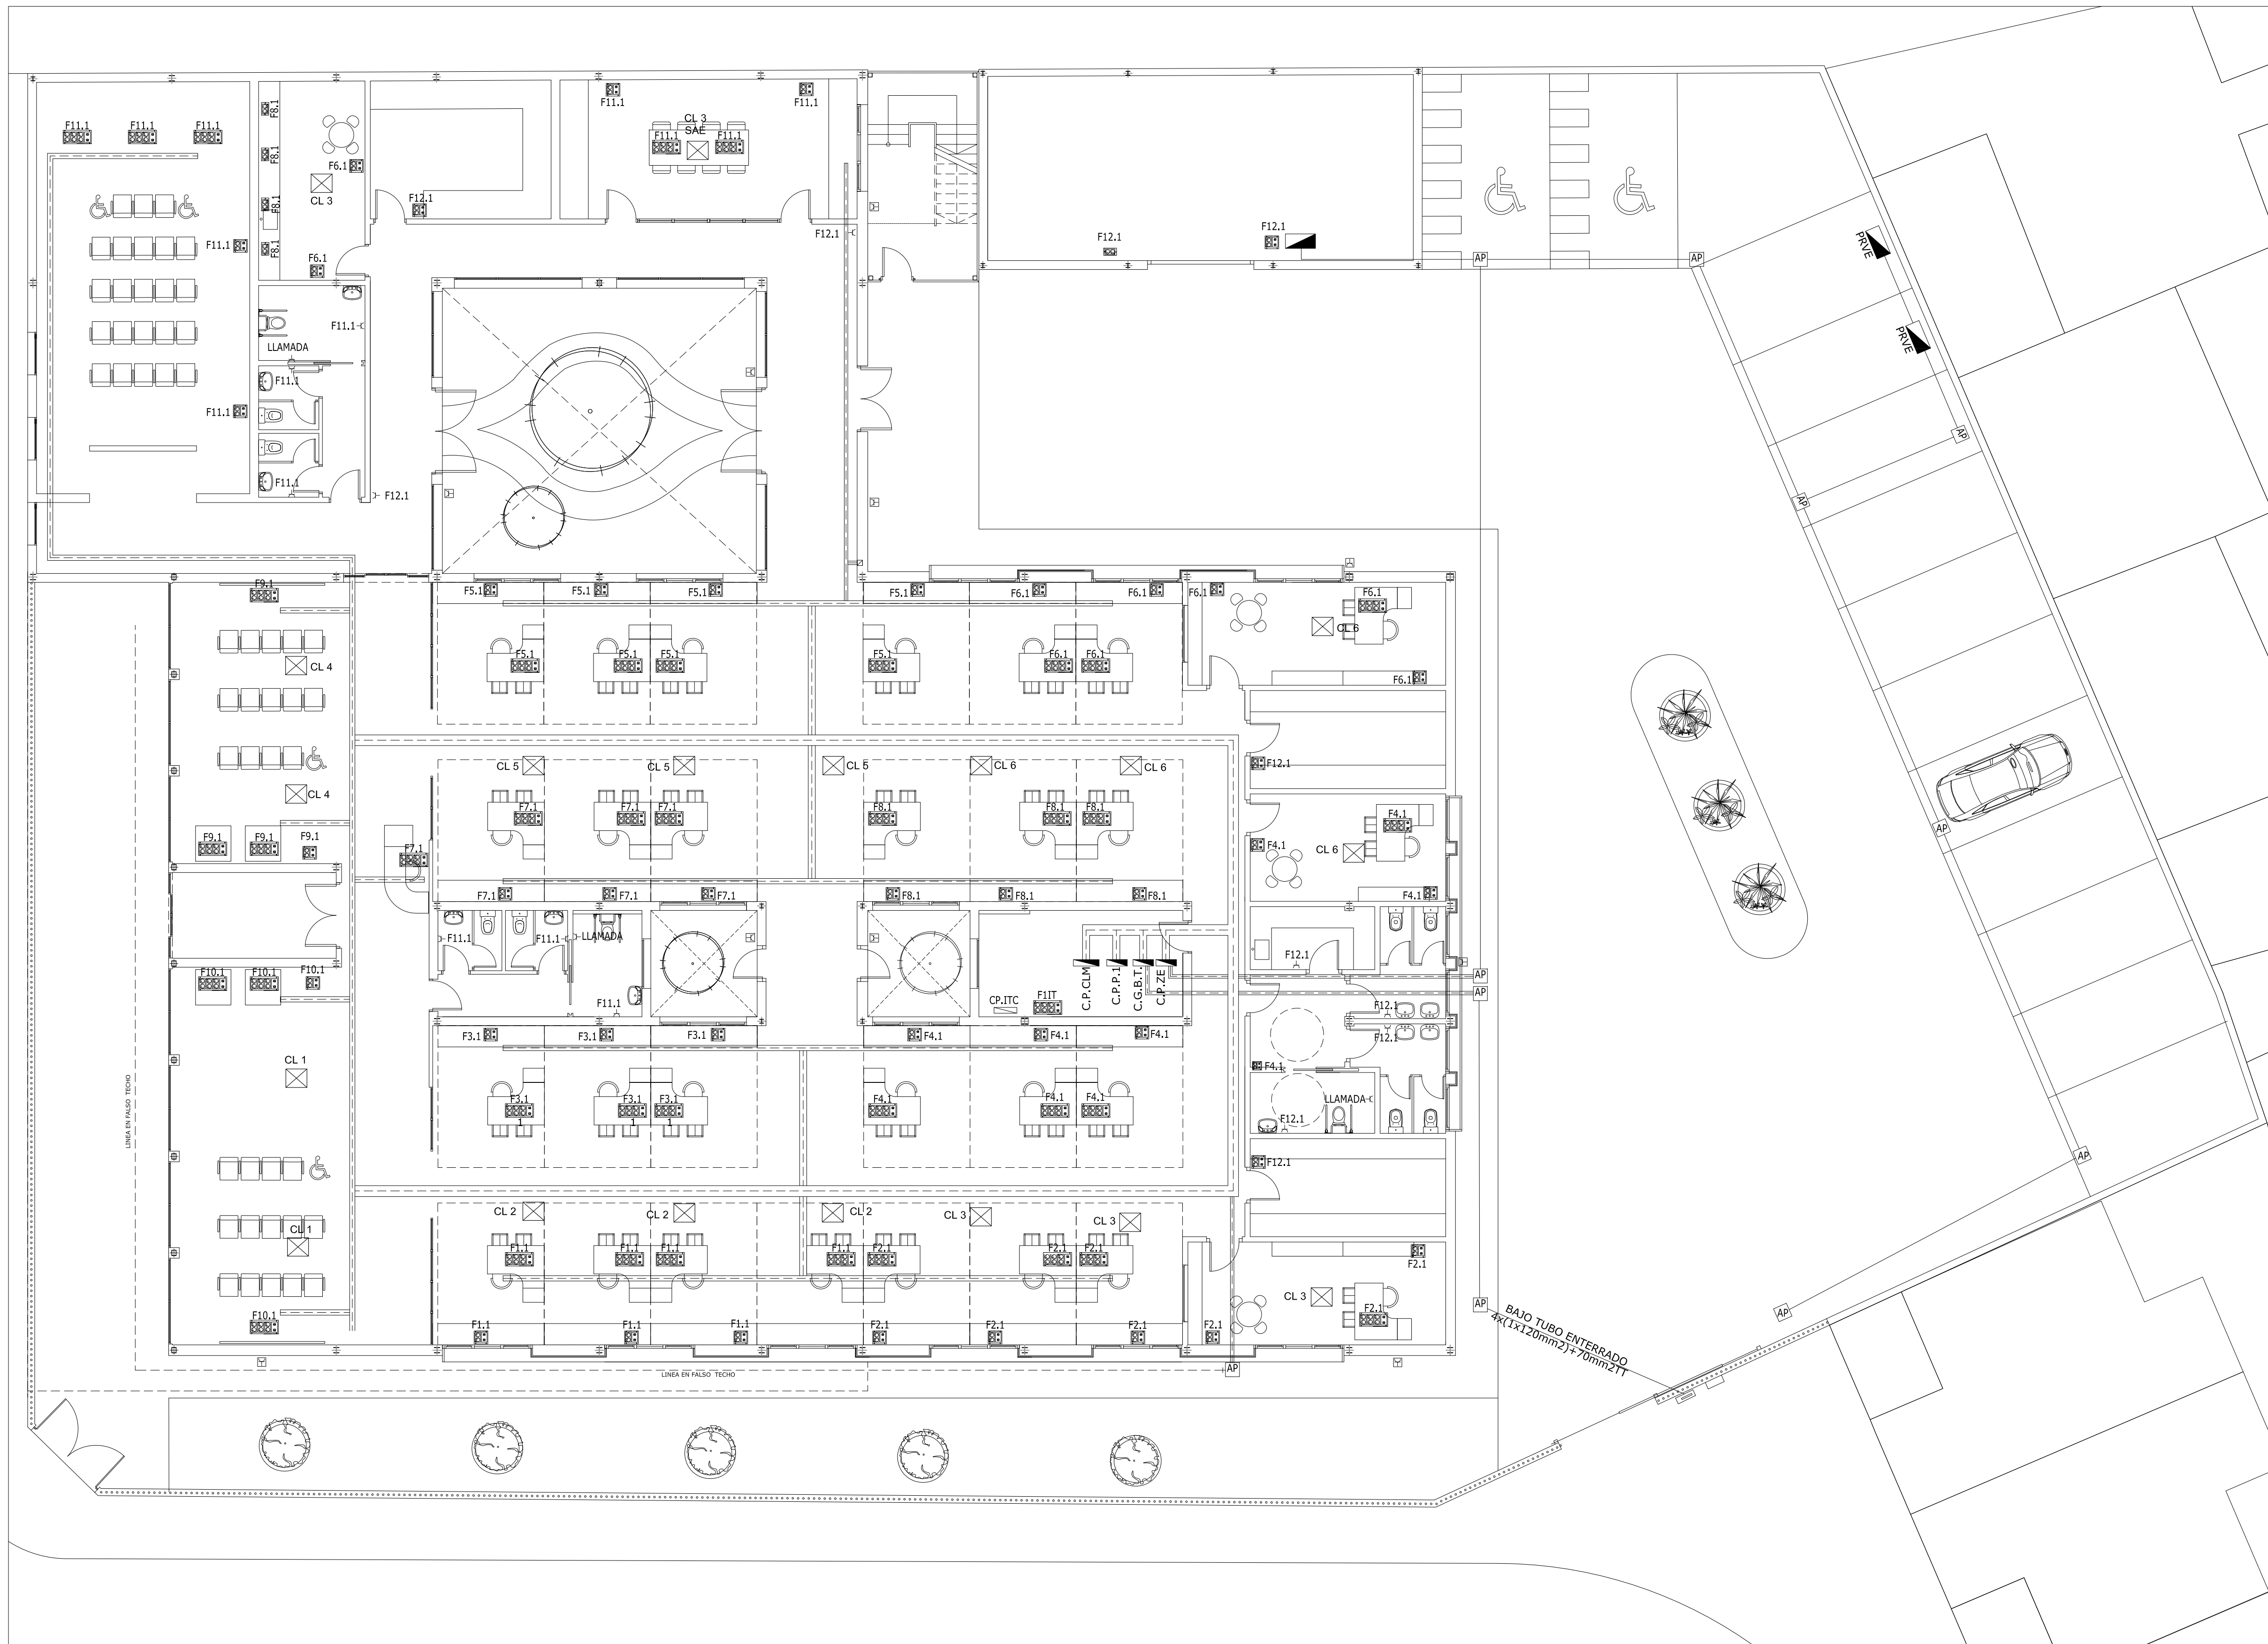 F11.1
F11.1
F11.1
F8.1
F8.1
F8.1
F8.1
F6.1
CL 3
F6.1
F11.1
F11.1
F12.1
F11.1
F11.1
CL 3
SAE
F11.1
F11.1
F12.1
F12.1
F12.1
AP
AP
PRVE
PRVE
AP
AP
F11.1
LLAMADA
F11.1
F11.1
F12.1
F9.1
F5.1
F5.1
F5.1
F5.1
F6.1
F6.1
F6.1
F6.1
CL 6
F5.1
F5.1
F5.1
F5.1
F6.1
F6.1
F6.1
CL 4
CL 4
CL 5
CL 5
CL 5
CL 6
CL 6
F12.1
F7.1
F7.1
F7.1
F8.1
F8.1
F8.1
F4.1
F4.1
CL 6
F4.1
AP
F9.1
F9.1
F9.1
F7.1
F7.1
F7.1
F7.1
F8.1
F8.1
F8.1
F11.1
F11.1
LLAMADA
F11.1
F12.1
C.P.CLM
C.P.P.1
C.G.B.T.
C.P.ZE
CP.ITC
F1IT
AP
AP
F10.1
F10.1
F10.1
F12.1
F12.1
F3.1
F3.1
F3.1
F4.1
F4.1
F4.1
F4.1
CL 1
LINEA EN FALSO TECHO
F3.1
1
F3.1
1
F3.1
1
F4.1
F4.1
F4.1
LLAMADA
F12.1
F12.1
AP
CL 2
CL 2
CL 2
CL 3
CL 3
CL 1
F1.1
F1.1
F1.1
F1.1
F2.1
F2.1
F2.1
F2.1
CL 3
F2.1
F10.1
F1.1
F1.1
F1.1
F2.1
F2.1
F2.1
F2.1
AP
AP
BAJO TUBO ENTERRADO
4x(1x120mm2)+70mm2TT
LINEA EN FALSO TECHO
AP